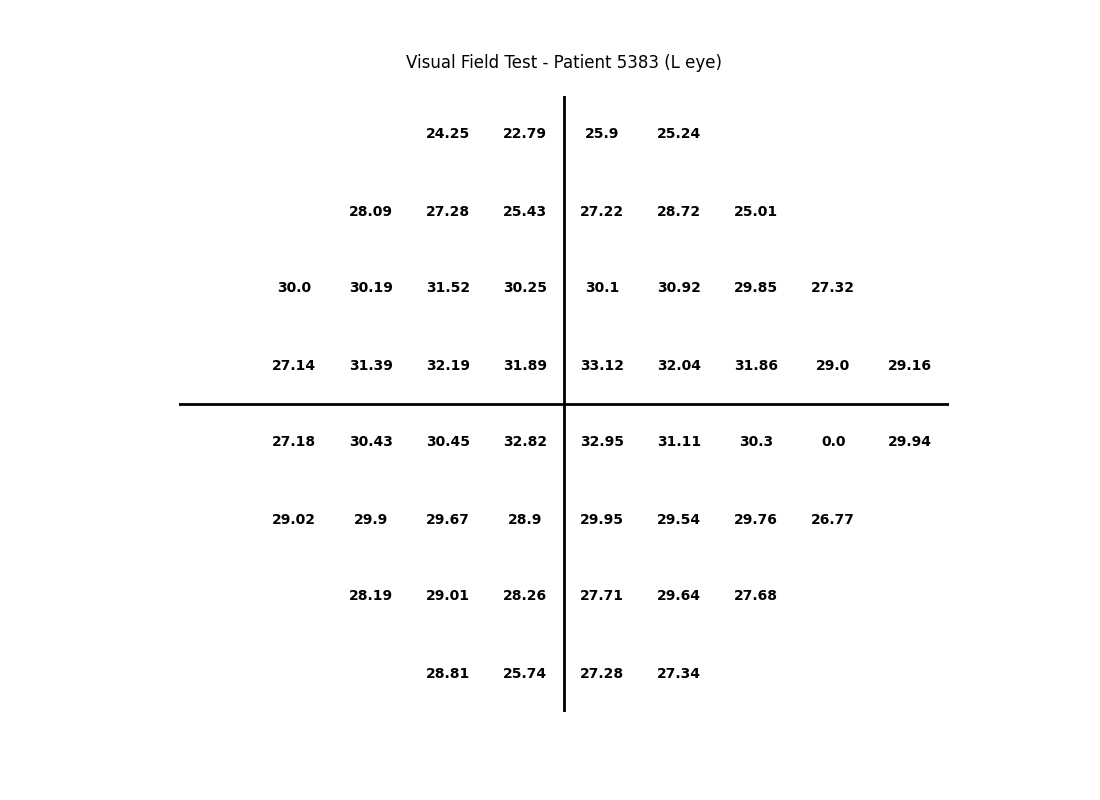 Visual Field Test - Patient 5383 (L eye)
24.25 22.79 25.9 25.24
28.09 27.28 25.43 27.22 28.72 25.01
30.0 30.19 31.52 30.25 30.1 30.92 29.85 27.32
27.14 31.39 32.19 31.89 33.12 32.04 31.86 29.0 29.16
27.18 30.43 30.45 32.82 32.95 31.11 30.3 0.0 29.94
29.02 29.9 29.67 28.9 29.95 29.54 29.76 26.77
28.19 29.01 28.26 27.71 29.64 27.68
28.81 25.74 27.28 27.34